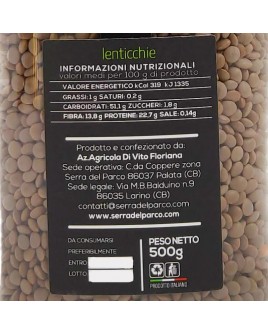 lenticchie
INFORMAZIONI NUTRIZIONALI
valori medi per 100 g di prodotto
VALORE ENERGETICO kCal 319 kJ 1335
GRASSI: 1 g SATURI: 0.2 g
CARBOIDRATI: 51,1 ZUCCHERI: 1,8
FIBRA: 13,8 PROTEINE: 22,7 SALE: 0,14g
Prodotto e confezionato da:
Az.Agricola Di Vito Floriana
Sede operativa: C.da Coppere zona
Serra del Parco 86037 Palata (CB)
Sede legale: Via M.B.Balduino n.9
86035 Larino (CB)
contatti@serradelparco.com
www.serradelparco.com
DA CONSUMARSI
PREFERIBILMENTE
ENTRO
LOTTO
PESO NETTO
500g
PRODOTTO ITALIANO